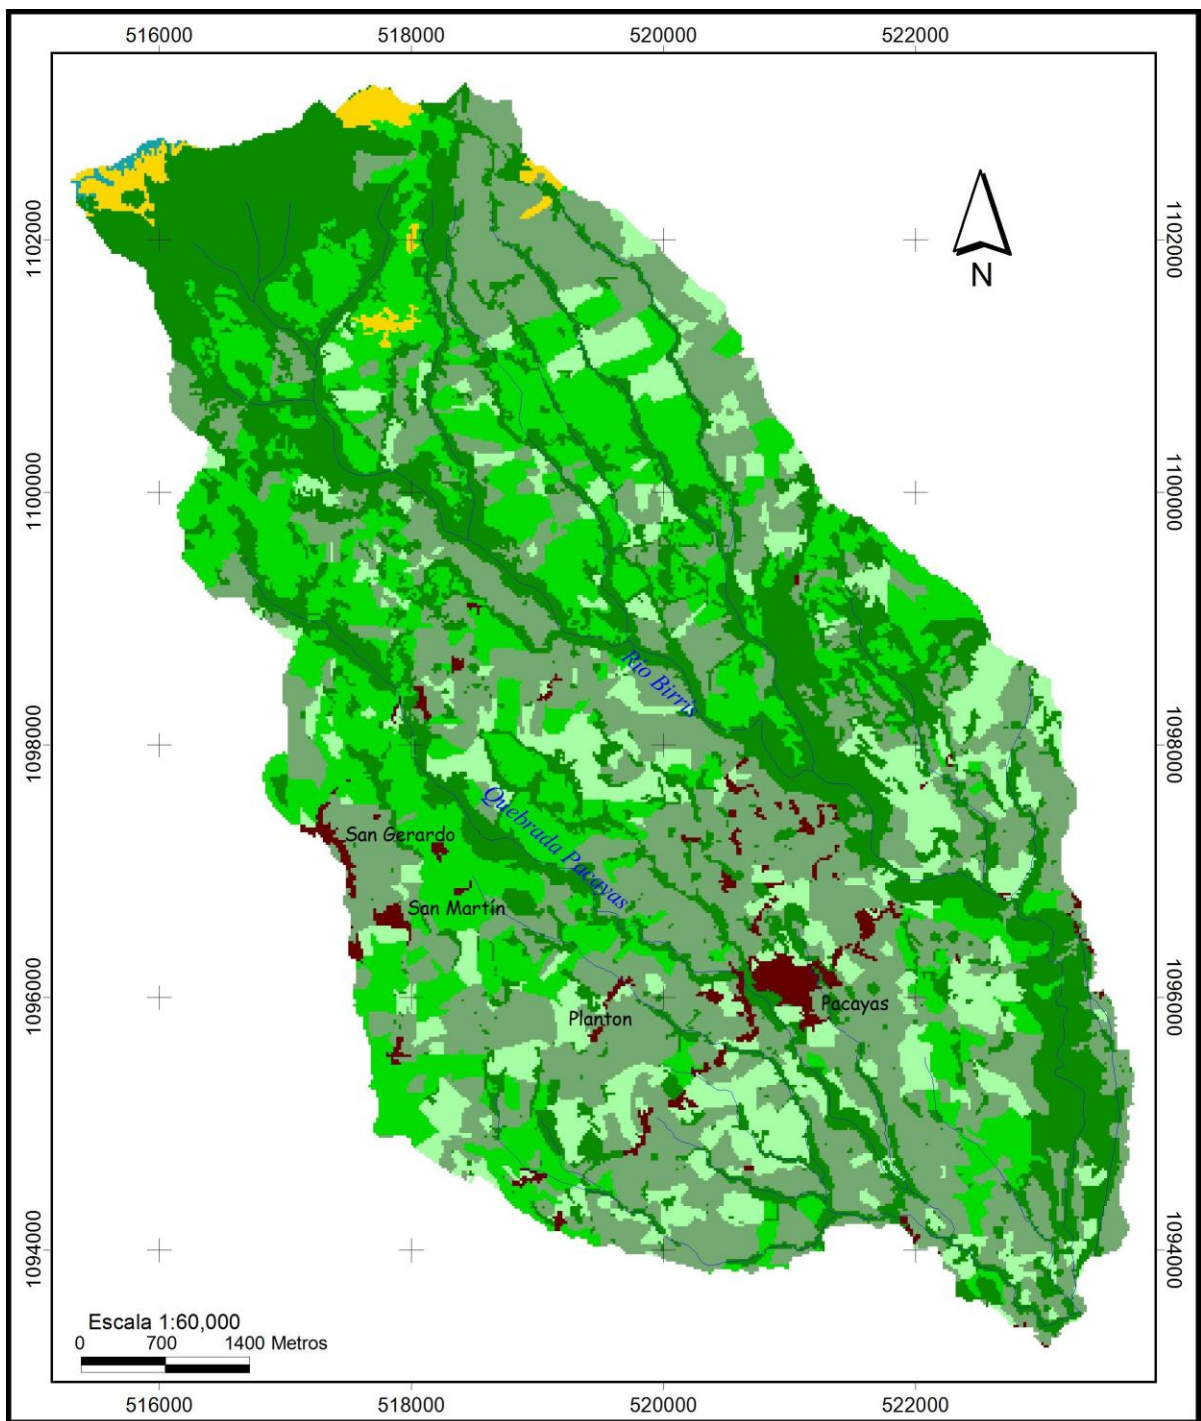 516000 518000 520000 522000
1102000 1102000
N
1100000 1100000
Río Birrís
1098000 1098000
Quebrada Pacayas
San Gerardo
San Martín
1096000 1096000
Pacayas
Planton
1094000 1094000
Escala 1:60,000
0 700 1400 Metros
516000 518000 520000 522000